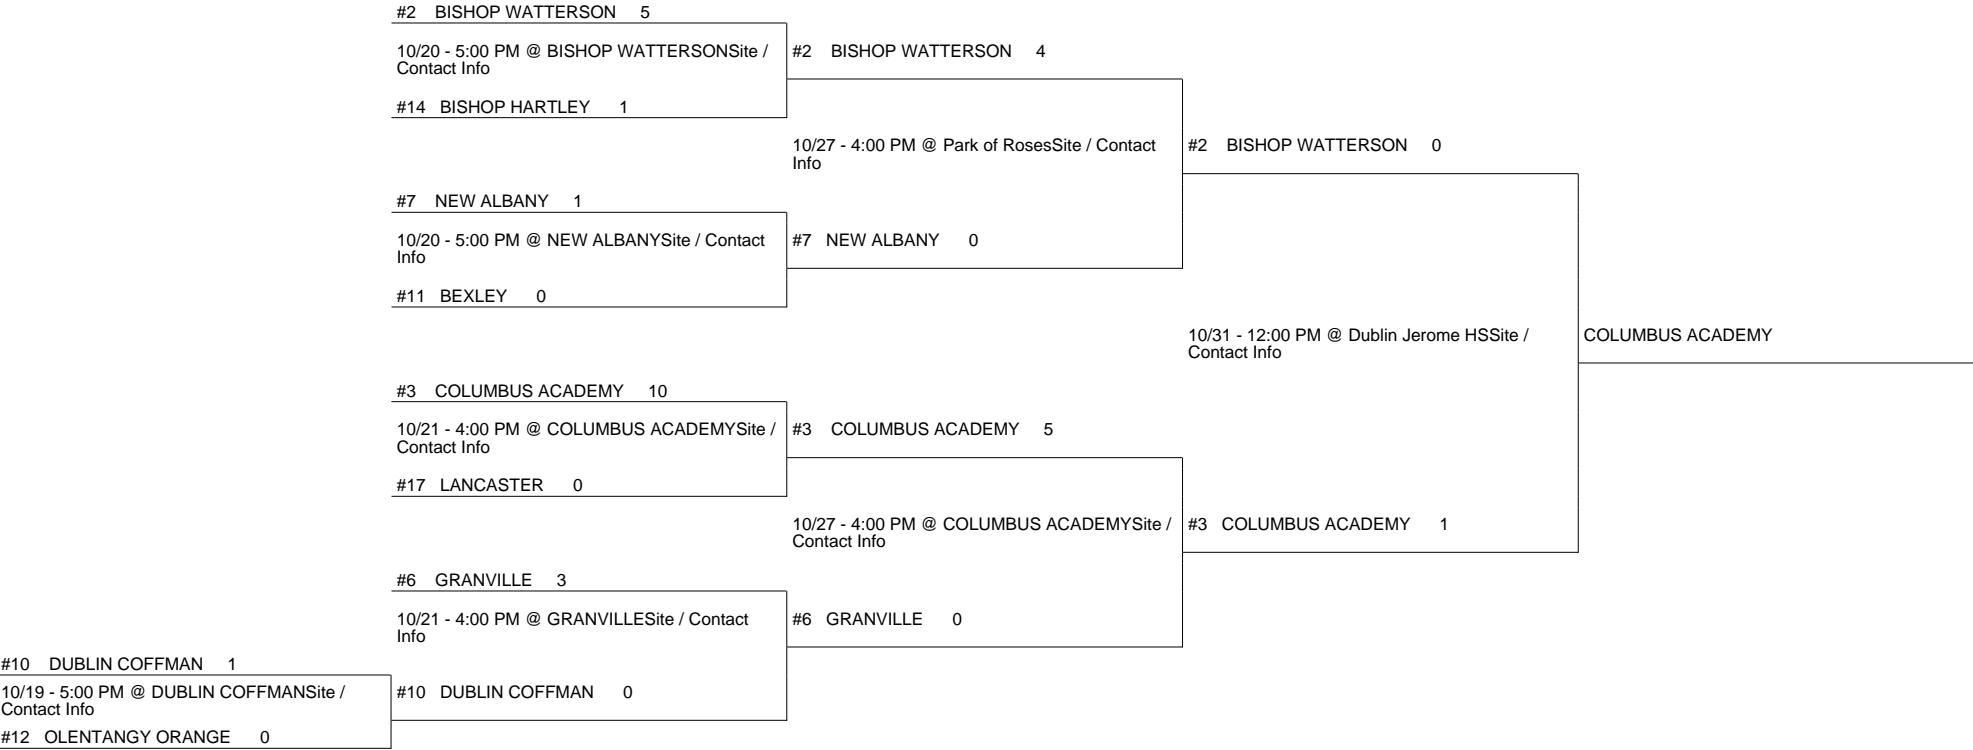 #2 BISHOP WATTERSON 5
10/20 - 5:00 PM @ BISHOP WATTERSONSite /
Contact Info
#14 BISHOP HARTLEY 1
#2 BISHOP WATTERSON 4
10/27 - 4:00 PM @ Park of RosesSite / Contact
Info
#7 NEW ALBANY 1
10/20 - 5:00 PM @ NEW ALBANYSite / Contact
Info
#11 BEXLEY 0
#7 NEW ALBANY 0
#2 BISHOP WATTERSON 0
10/31 - 12:00 PM @ Dublin Jerome HSSite /
Contact Info
COLUMBUS ACADEMY
#3 COLUMBUS ACADEMY 10
10/21 - 4:00 PM @ COLUMBUS ACADEMYSite /
Contact Info
#17 LANCASTER 0
#3 COLUMBUS ACADEMY 5
10/27 - 4:00 PM @ COLUMBUS ACADEMYSite /
Contact Info
#3 COLUMBUS ACADEMY 1
#6 GRANVILLE 3
10/21 - 4:00 PM @ GRANVILLESite / Contact
Info
#6 GRANVILLE 0
#10 DUBLIN COFFMAN 1
10/19 - 5:00 PM @ DUBLIN COFFMANSite /
Contact Info
#12 OLENTANGY ORANGE 0
#10 DUBLIN COFFMAN 0